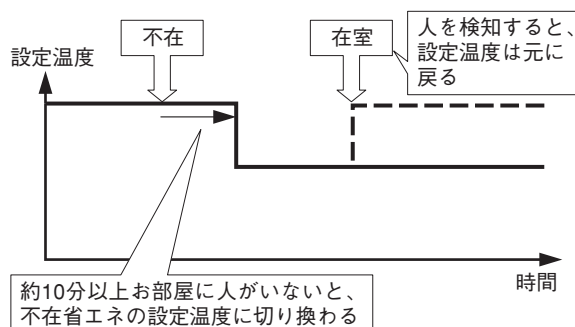 不在
在室
人を検知すると、
設定温度は元に
戻る
設定温度
時間
約10分以上お部屋に人がいないと、
不在省エネの設定温度に切り換わる